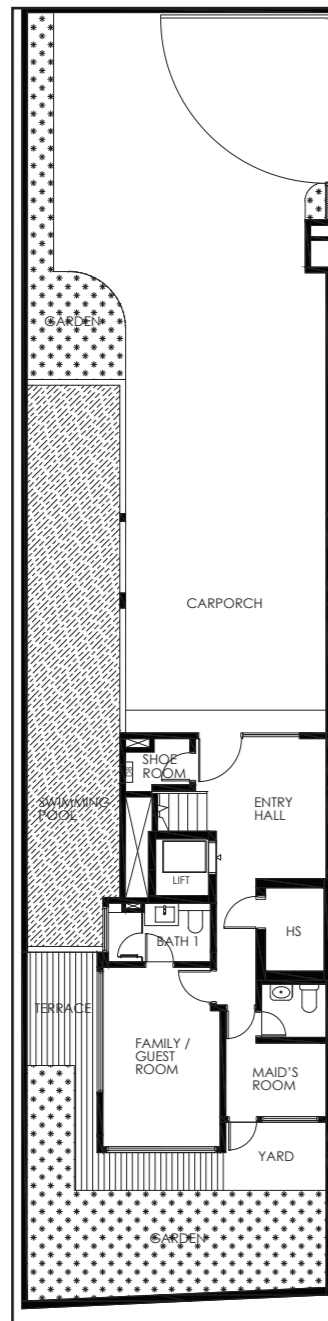 GARDEN
CARPORCH
DB
SHOE
ROOM
SWIMMING
POOL
ENTRY
HALL
LIFT
HS
BATH 1
TERRACE
FAMILY /
GUEST
ROOM
MAID'S
ROOM
YARD
GARDEN